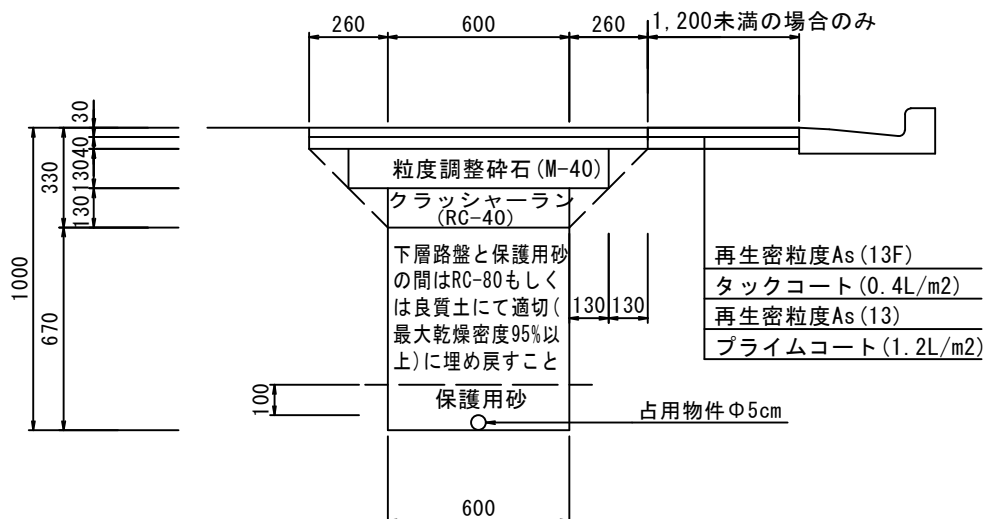 260
600
260
1,200未満の場合のみ
30
40
130
130
330
670
1000
粒度調整砕石(M-40)
クラッシャーラン
(RC-40)
下層路盤と保護用砂
の間はRC-80もしく
は良質土にて適切(
最大乾燥密度95%以
上)に埋め戻すこと
130
130
再生密粒度As(13F)
タックコート(0.4L/m2)
再生密粒度As(13)
プライムコート(1.2L/m2)
100
保護用砂
占用物件Φ5cm
600